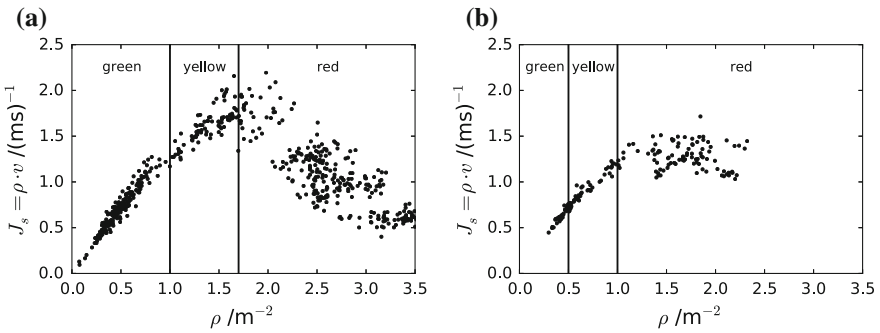 (a)
green yellow red
2.5
2.0
1.5
1.0
0.5
0.0
J_s = ρ · v /(ms)^{-1}
0.0 0.5 1.0 1.5 2.0 2.5 3.0 3.5
ρ /m^{-2}
(b)
green yellow red
2.5
2.0
1.5
1.0
0.5
0.0
J_s = ρ · v /(ms)^{-1}
0.0 0.5 1.0 1.5 2.0 2.5 3.0 3.5
ρ /m^{-2}